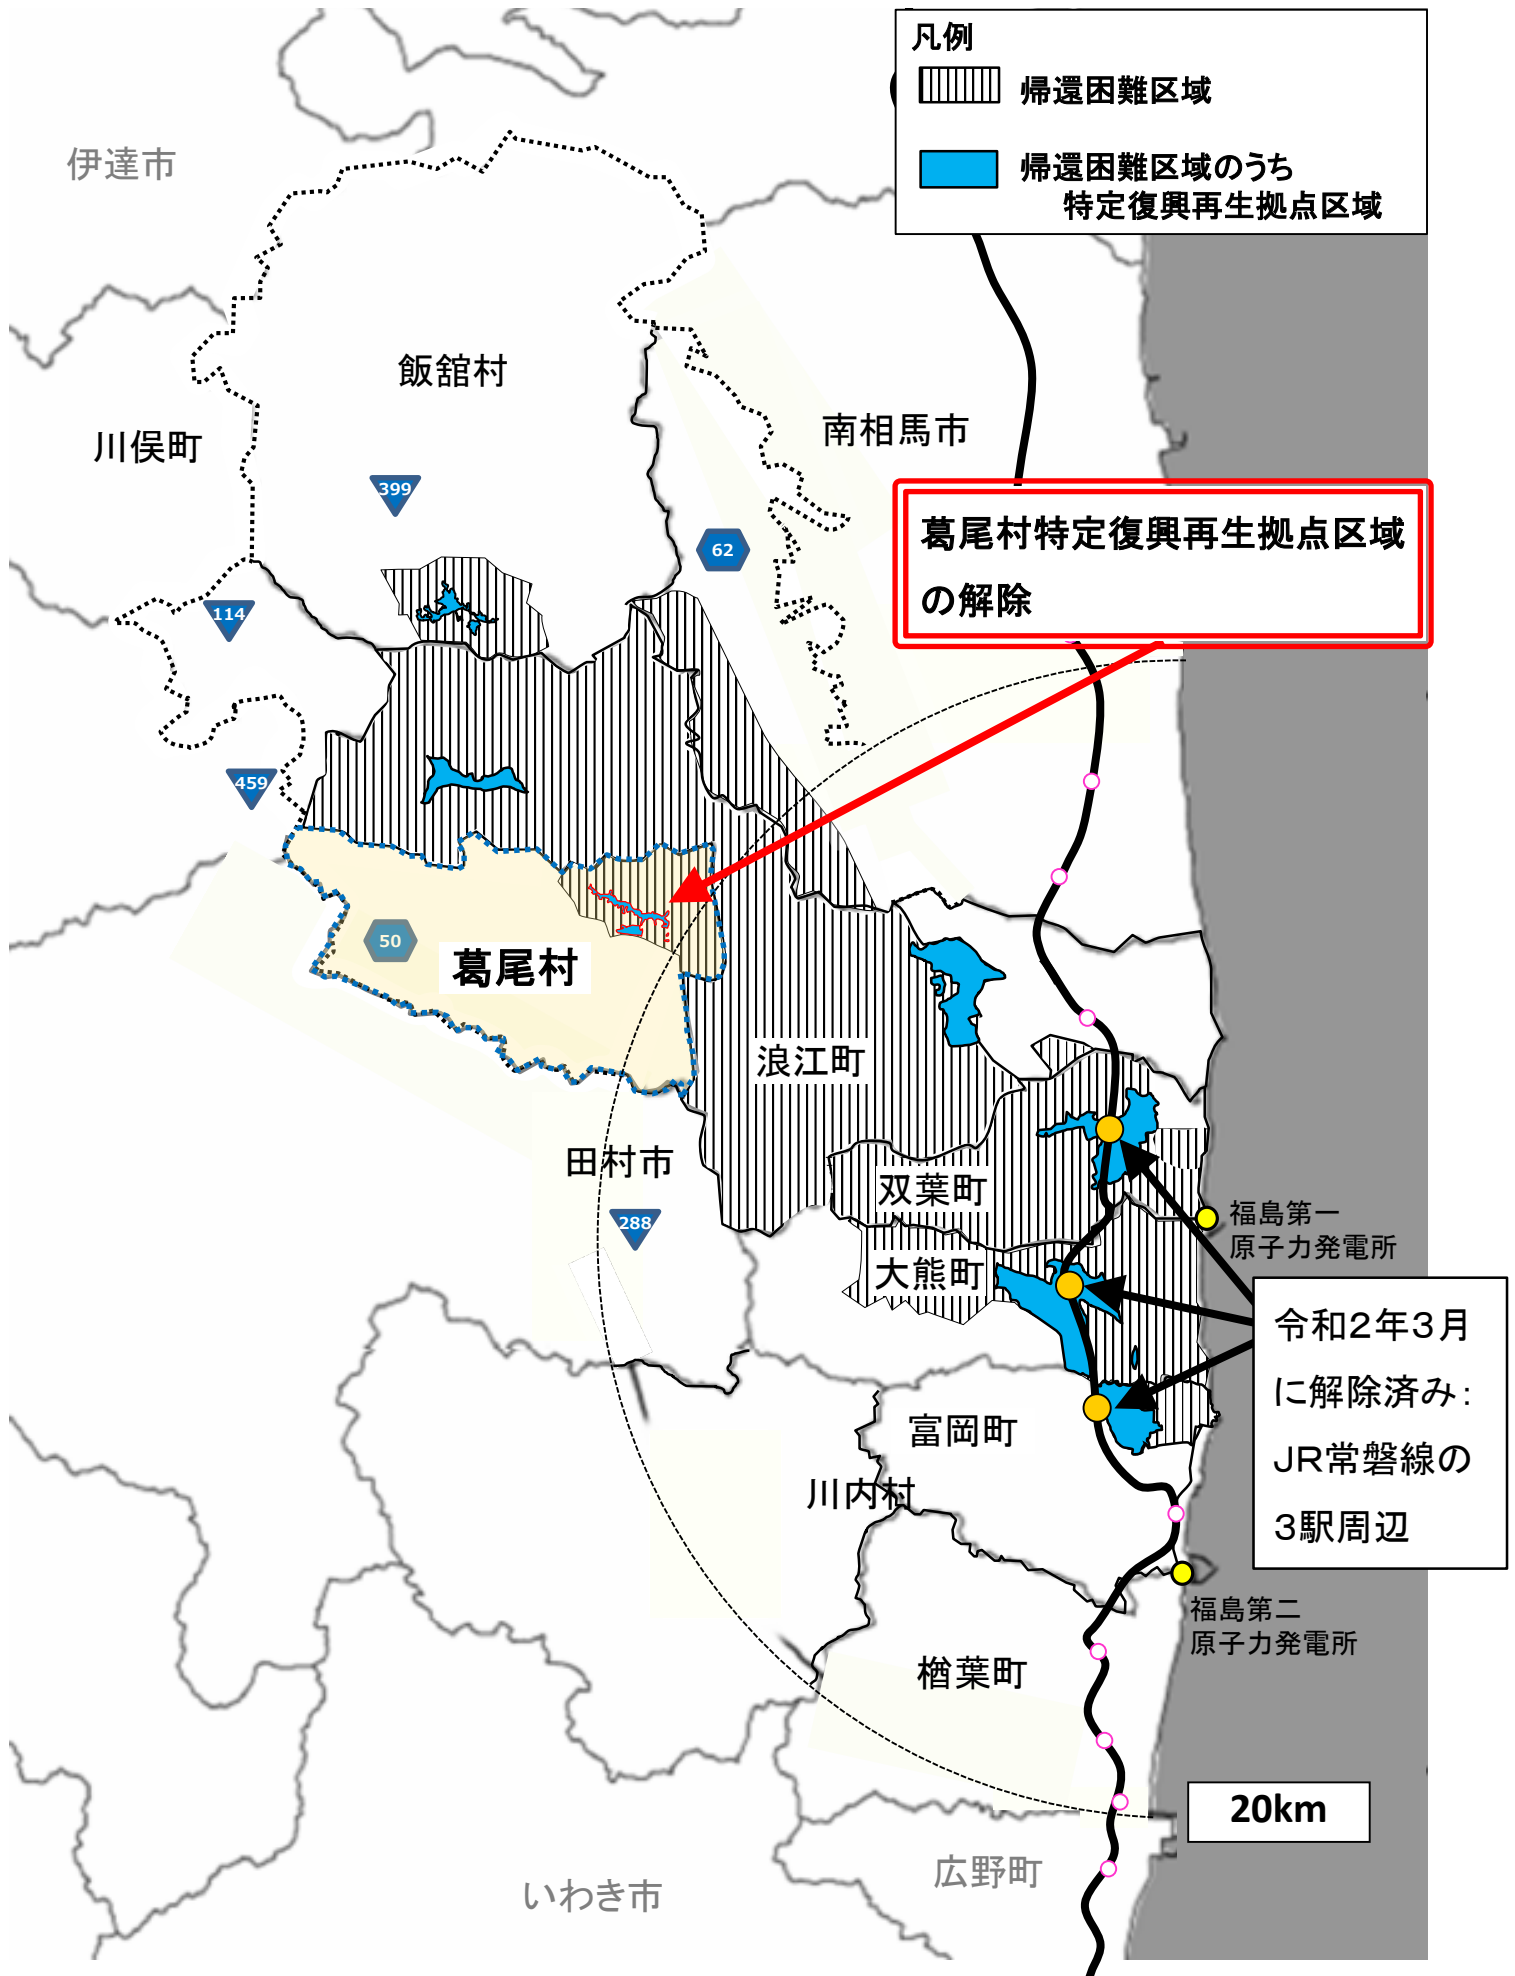 凡例
帰還困難区域
帰還困難区域のうち
特定復興再生拠点区域
伊達市
飯舘村
川俣町
南相馬市
399
62
葛尾村特定復興再生拠点区域
の解除
114
459
50
葛尾村
浪江町
田村市
双葉町
288
福島第一
原子力発電所
大熊町
令和2年3月
に解除済み：
JR常磐線の
3駅周辺
富岡町
川内村
福島第二
原子力発電所
楢葉町
20km
広野町
いわき市